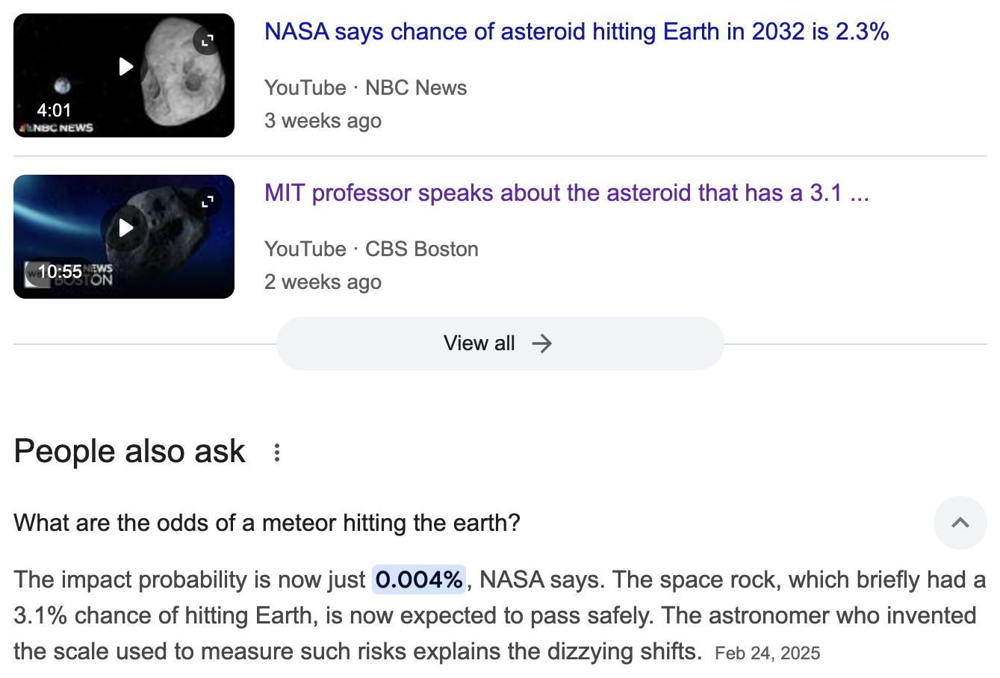 NASA says chance of asteroid hitting Earth in 2032 is 2.3%
4:01
NBC NEWS
YouTube · NBC News
3 weeks ago
MIT professor speaks about the asteroid that has a 3.1 ...
10:55
NEWS
BOSTON
YouTube · CBS Boston
2 weeks ago
View all
People also ask
What are the odds of a meteor hitting the earth?
The impact probability is now just 0.004%, NASA says. The space rock, which briefly had a
3.1% chance of hitting Earth, is now expected to pass safely. The astronomer who invented
the scale used to measure such risks explains the dizzying shifts. Feb 24, 2025